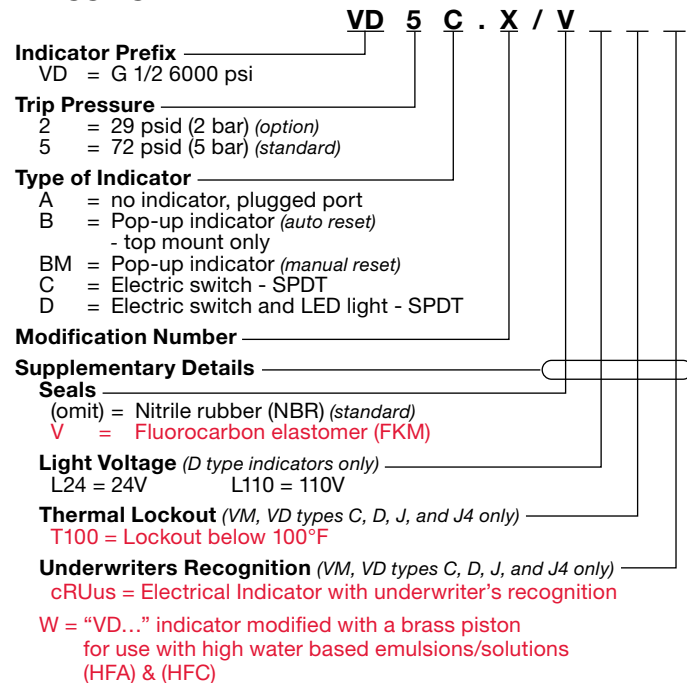 VD 5 C . X / V
Indicator Prefix
VD = G 1/2 6000 psi
Trip Pressure
2 = 29 psid (2 bar) (option)
5 = 72 psid (5 bar) (standard)
Type of Indicator
A = no indicator, plugged port
B = Pop-up indicator (auto reset)
- top mount only
BM = Pop-up indicator (manual reset)
C = Electric switch - SPDT
D = Electric switch and LED light - SPDT
Modification Number
Supplementary Details
Seals
(omit) = Nitrile rubber (NBR) (standard)
V = Fluorocarbon elastomer (FKM)
Light Voltage (D type indicators only)
L24 = 24V L110 = 110V
Thermal Lockout (VM, VD types C, D, J, and J4 only)
T100 = Lockout below 100°F
Underwriters Recognition (VM, VD types C, D, J, and J4 only)
cRUus = Electrical Indicator with underwriter’s recognition
W = “VD…” indicator modified with a brass piston
for use with high water based emulsions/solutions
(HFA) & (HFC)